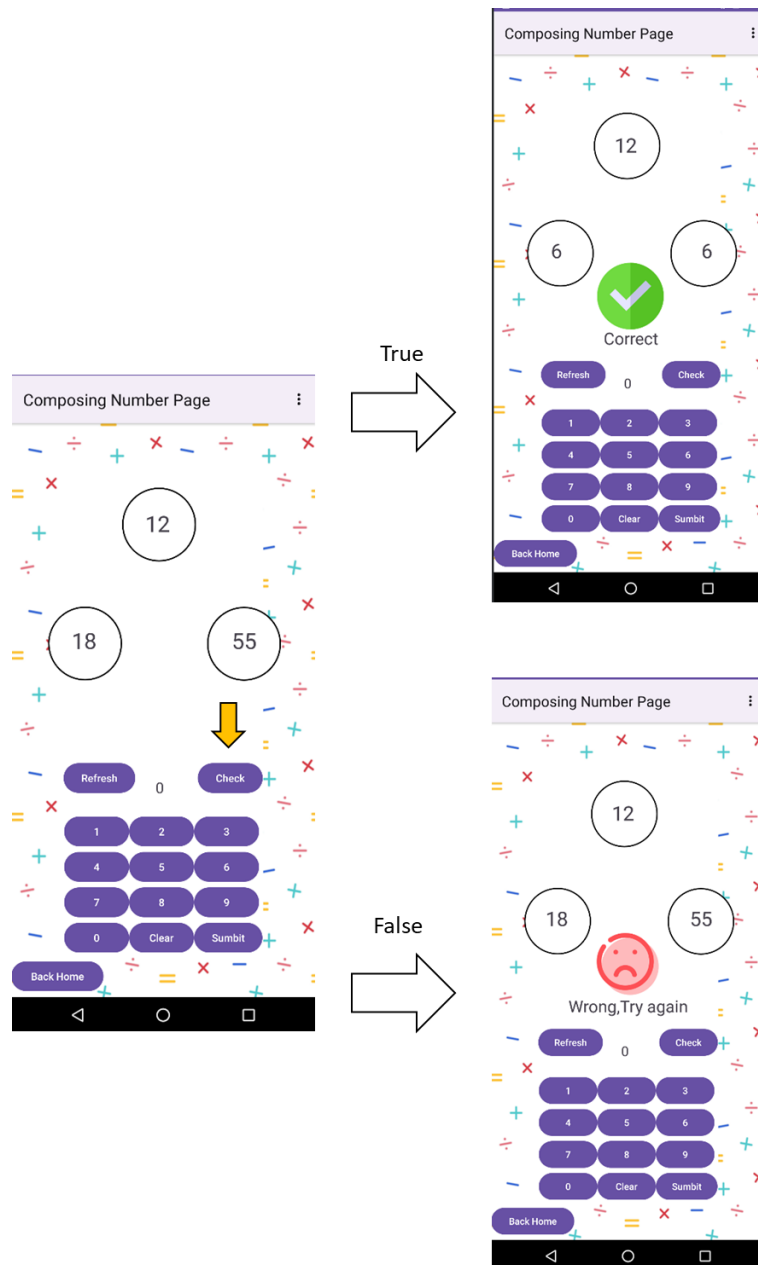 Composing Number Page
12
18 55
Refresh 0 Check
1 2 3
4 5 6
7 8 9
0 Clear Sumbit
Back Home
True
Composing Number Page
12
6 6
Correct
Refresh 0 Check
1 2 3
4 5 6
7 8 9
0 Clear Sumbit
Back Home
False
Composing Number Page
12
18 55
Wrong,Try again
Refresh 0 Check
1 2 3
4 5 6
7 8 9
0 Clear Sumbit
Back Home